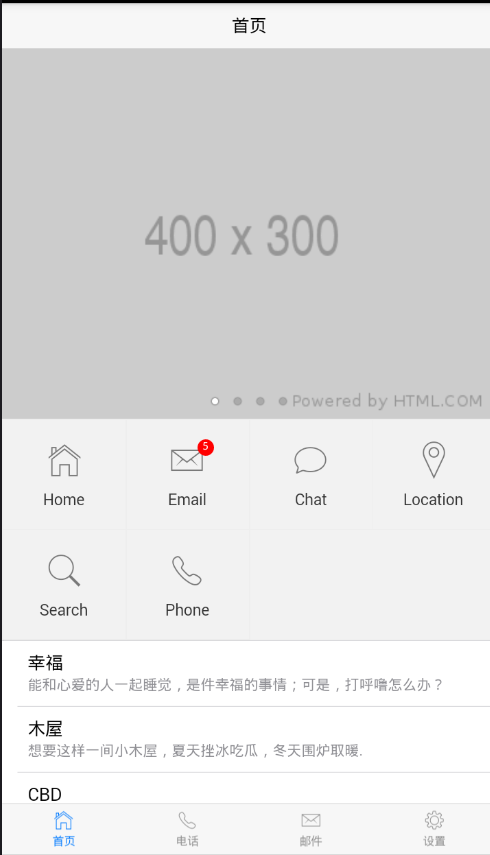 首页
400 x 300
Powered by HTML.COM
5
Home
Email
Chat
Location
Search
Phone
幸福
能和心爱的人一起睡觉，是件幸福的事情；可是，打呼噜怎么办？
木屋
想要这样一间小木屋，夏天挫冰吃瓜，冬天围炉取暖.
CBD
首页
电话
邮件
设置